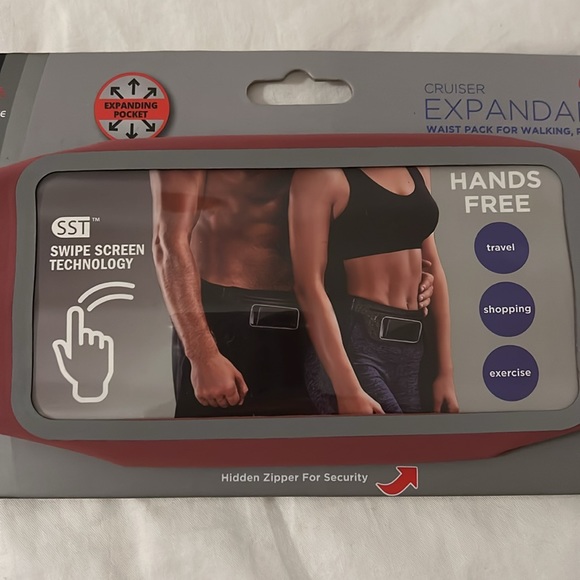 CRUISER
EXPANDA
WAIST PACK FOR WALKING,
EXPANDING
POCKET
HANDS
FREE
SST™
SWIPE SCREEN
TECHNOLOGY
travel
shopping
exercise
Hidden Zipper For Security